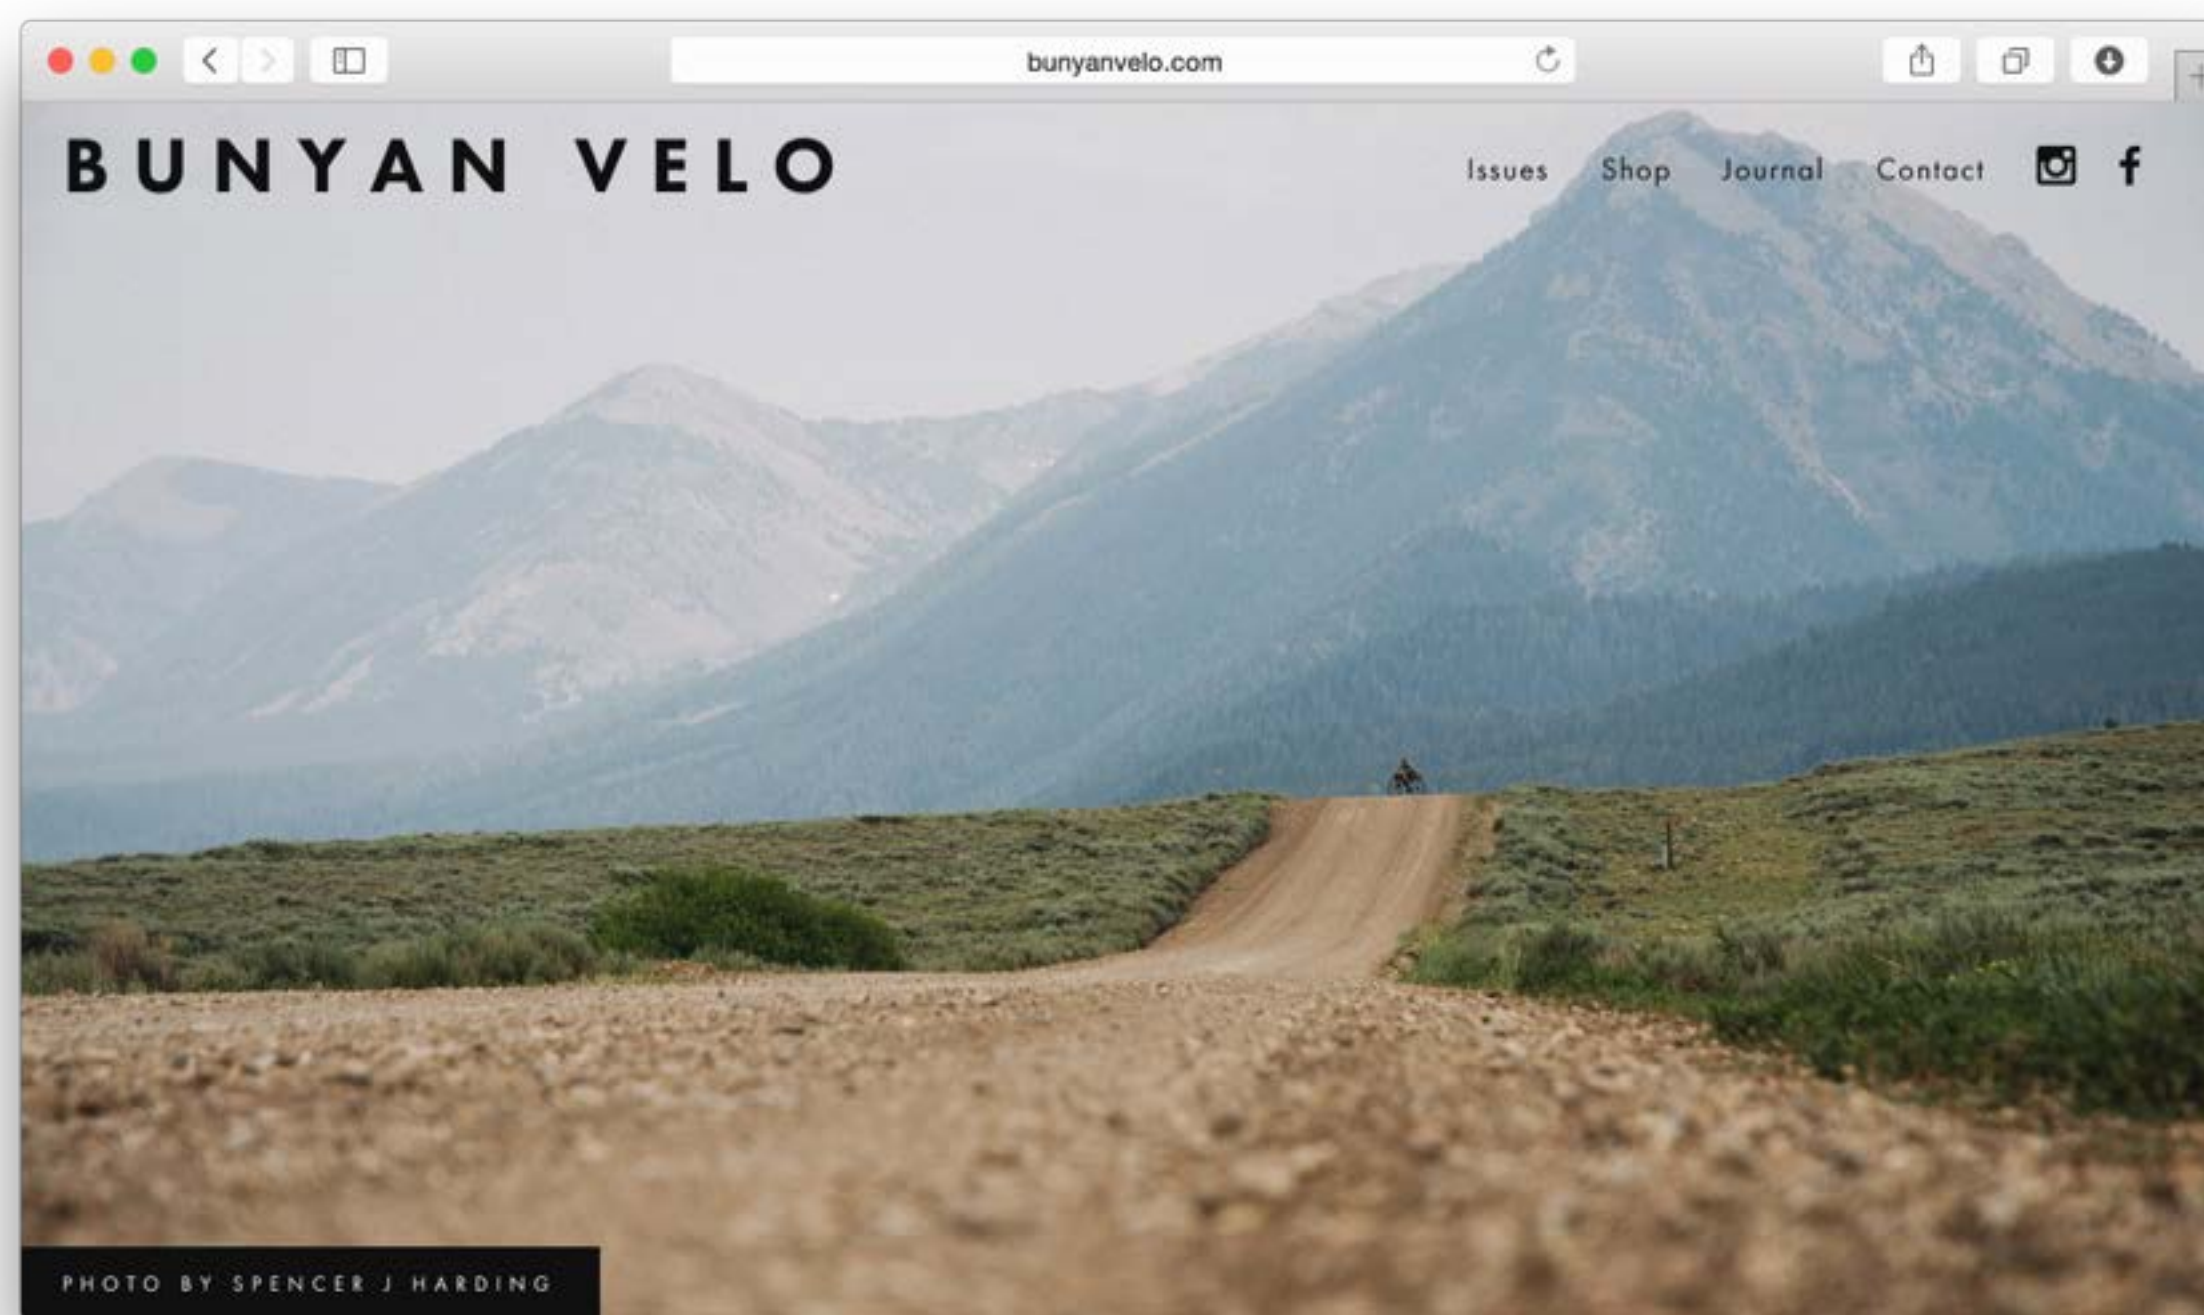 bunyanvelo.com
BUNYAN VELO
Issues Shop Journal Contact
PHOTO BY SPENCER J HARDING